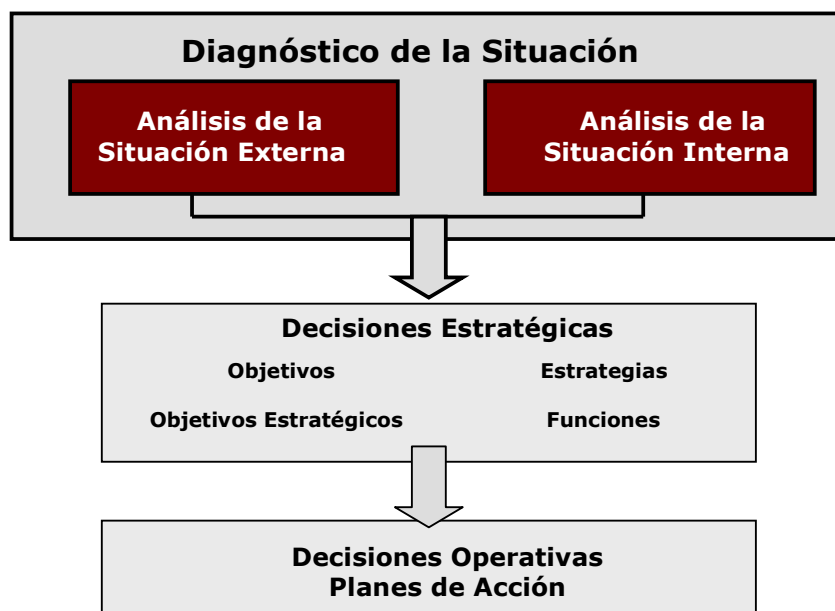 Diagnóstico de la Situación
Análisis de la
Situación Externa
Análisis de la
Situación Interna
Decisiones Estratégicas
Objetivos
Estrategias
Objetivos Estratégicos
Funciones
Decisiones Operativas
Planes de Acción